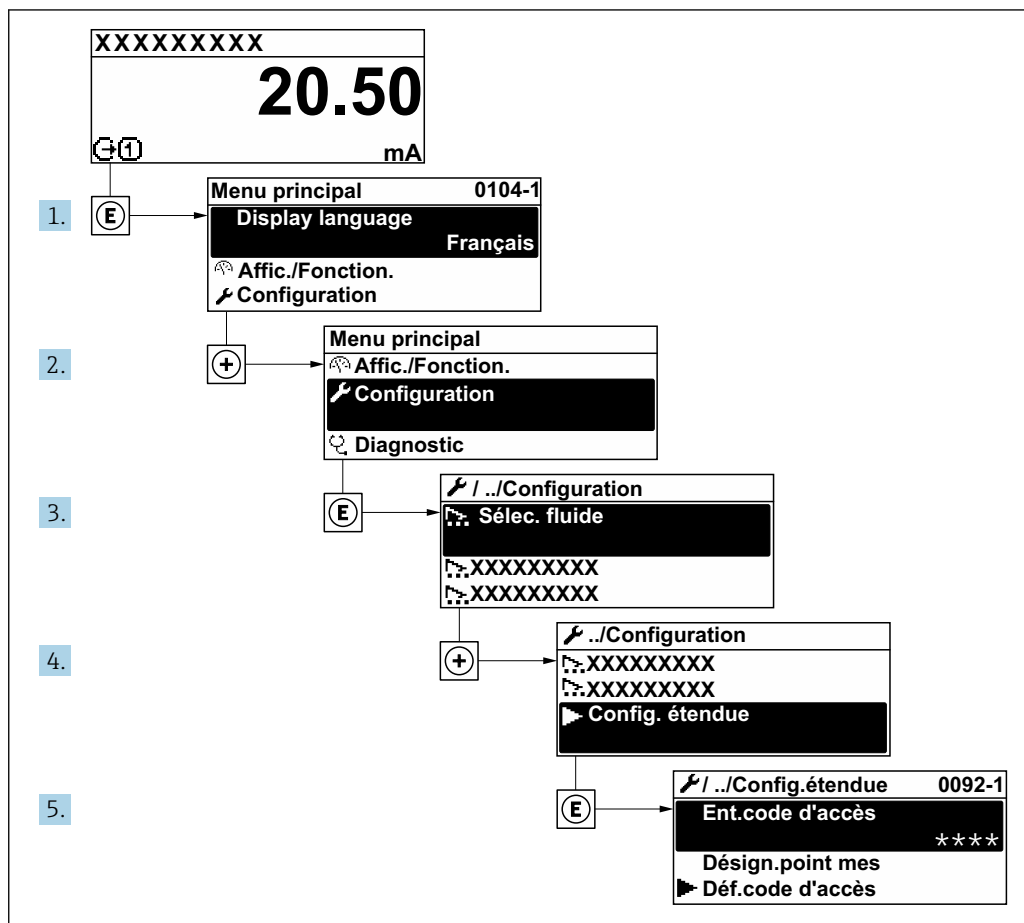 XXXXXXXXX
20.50
1 mA
1. E
Menu principal 0104-1
Display language
Français
Affic./Fonction.
Configuration
2. +
Menu principal
Affic./Fonction.
Configuration
Diagnostic
3. E
/ ../Configuration
Sélec. fluide
XXXXXXXXX
XXXXXXXXX
4. +
../Configuration
XXXXXXXXX
XXXXXXXXX
Config. étendue
5. E
/ ../Config.étendue 0092-1
Ent.code d'accès
****
Désign.point mes
Déf.code d'accès